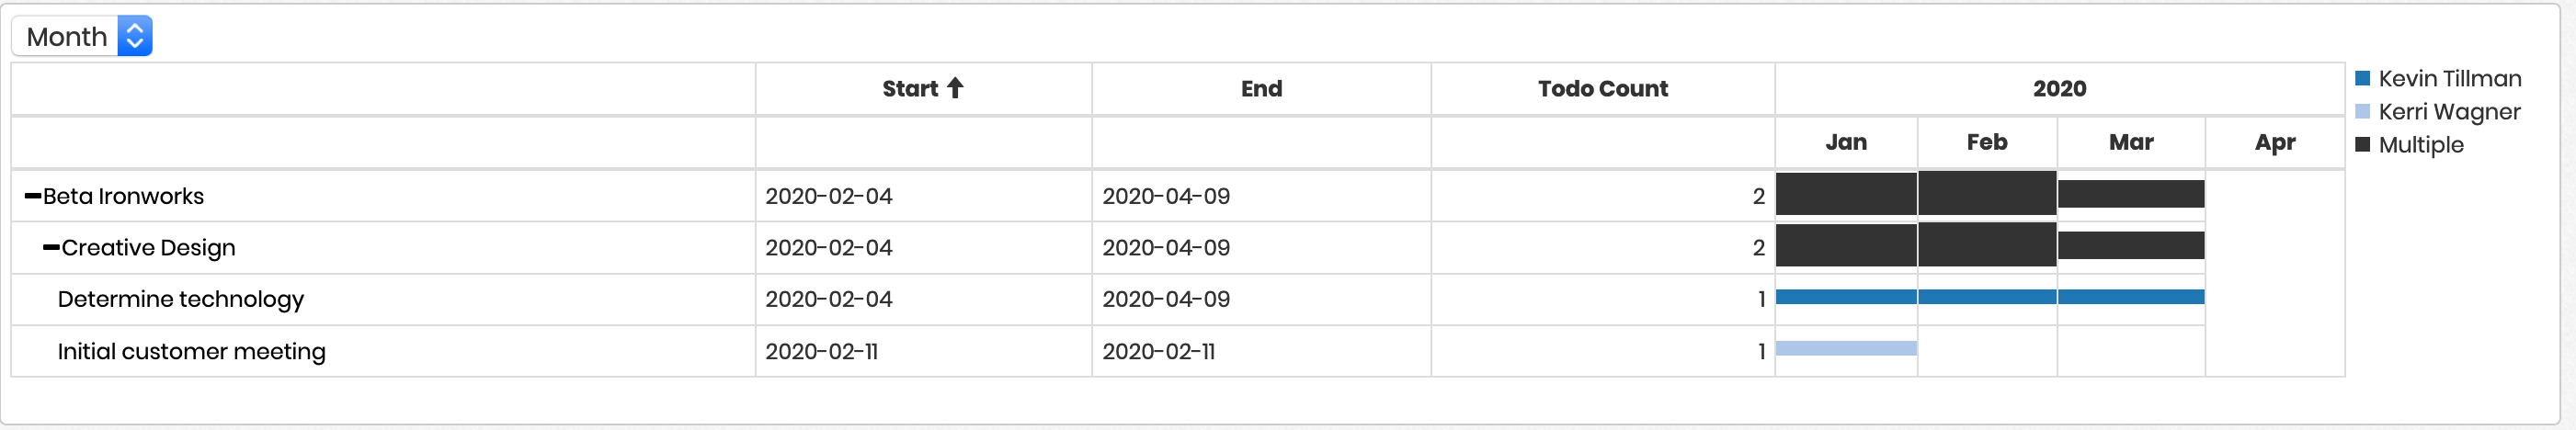 Month
Start End Todo Count 2020
Jan Feb Mar Apr
Beta Ironworks 2020-02-04 2020-04-09 2
Creative Design 2020-02-04 2020-04-09 2
Determine technology 2020-02-04 2020-04-09 1
Initial customer meeting 2020-02-11 2020-02-11 1
Kevin Tillman
Kerri Wagner
Multiple